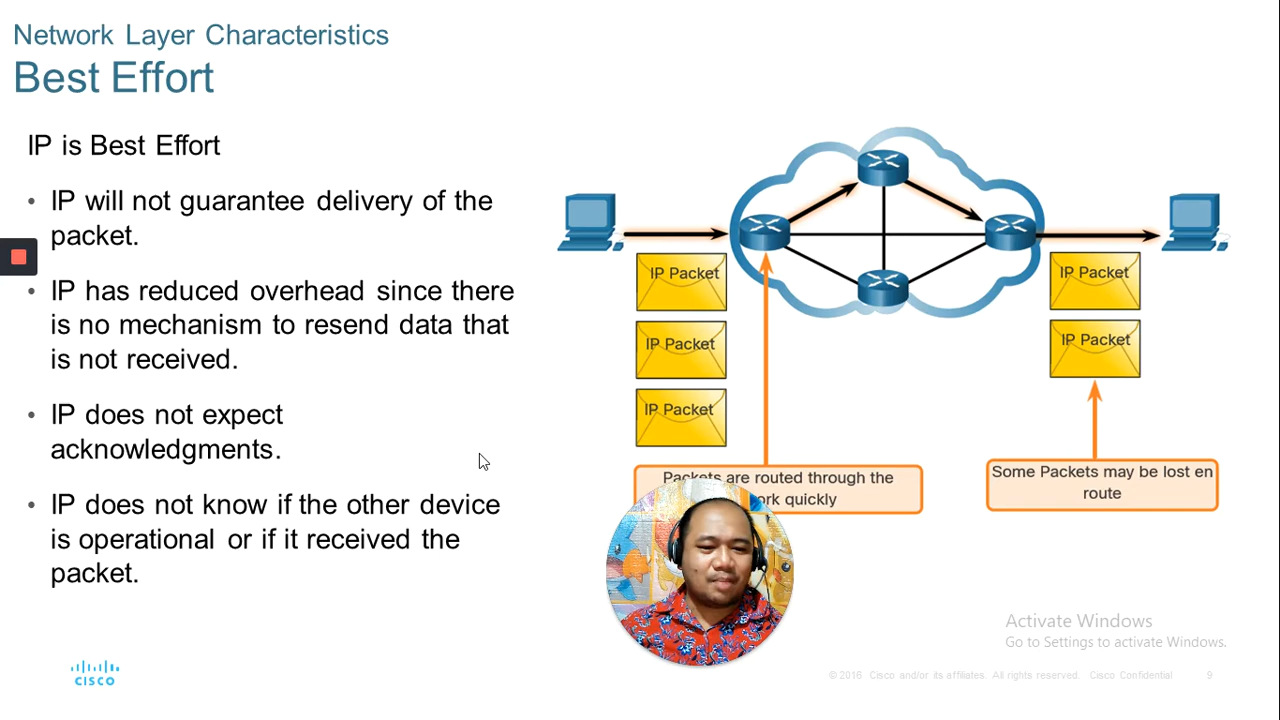 Network Layer Characteristics
Best Effort
IP is Best Effort
• IP will not guarantee delivery of the
packet.
• IP has reduced overhead since there
is no mechanism to resend data that
is not received.
• IP does not expect
acknowledgments.
• IP does not know if the other device
is operational or if it received the
packet.
IP Packet
IP Packet
IP Packet
IP Packet
IP Packet
Packets are routed through the
quickly
Some Packets may be lost en
route
Activate Windows
Go to Settings to activate Windows.
CISCO
© 2016 Cisco and/or its affiliates. All rights reserved. Cisco Confidential 9